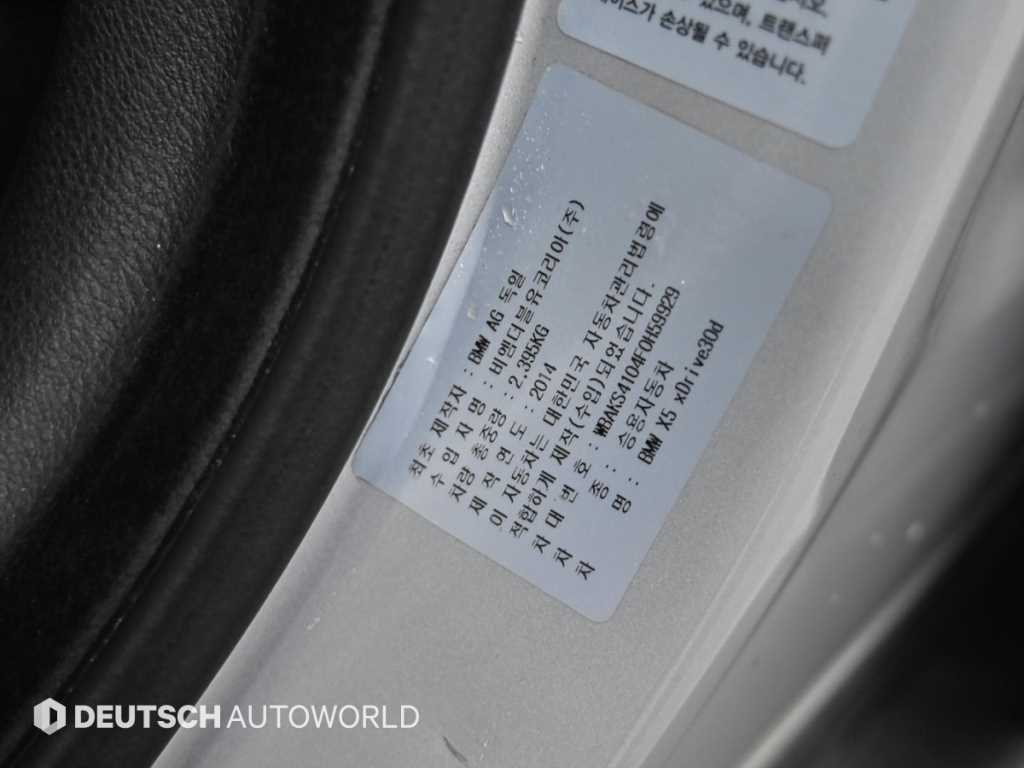 있으며, 트랜스퍼
케이스가 손상될 수 있습니다.
최초 제작자 : BMW AG 독일
수 입 자 명 : 비엠더블유코리아(주)
차량 총중량 : 2.395KG
제 작 연 도 : 2014
이 자동차는 대한민국 자동차관리법령에
적합하게 제작(수입)되었습니다.
차 대 번 호 : WBAKS4104F0H59929
차 종 : 승용자동차
차 명 : BMW X5 xDrive30d
DEUTSCH AUTOWORLD